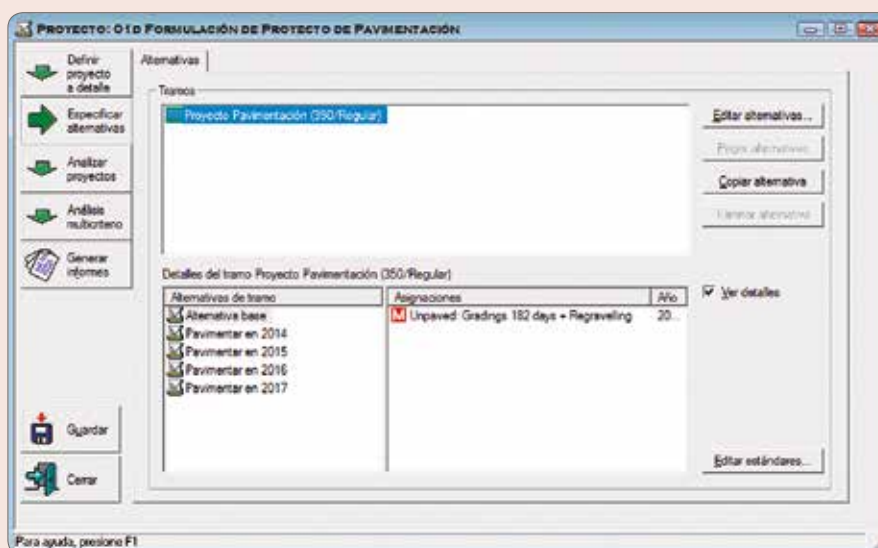 PROYECTO: 01D FORMULACIÓN DE PROYECTO DE PAVIMENTACIÓN
Definir
proyecto
a detalle
Especificar
alternativas
Analizar
proyectos
Análisis
multicriterio
Generar
informes
Guardar
Cerrar
Alternativas
Tramos
Proyecto Pavimentación (350/Regular)
Editar alternativas...
Pegar alternativas
Copiar alternativa
Eliminar alternativa
Detalles del tramo Proyecto Pavimentación (350/Regular)
Alternativas de tramo
Alternativa base
Pavimentar en 2014
Pavimentar en 2015
Pavimentar en 2016
Pavimentar en 2017
Asignaciones Año
M Unpaved: Gradings 182 days + Regravelling 20...
Ver detalles
Editar estándares...
Para ayuda, presione F1